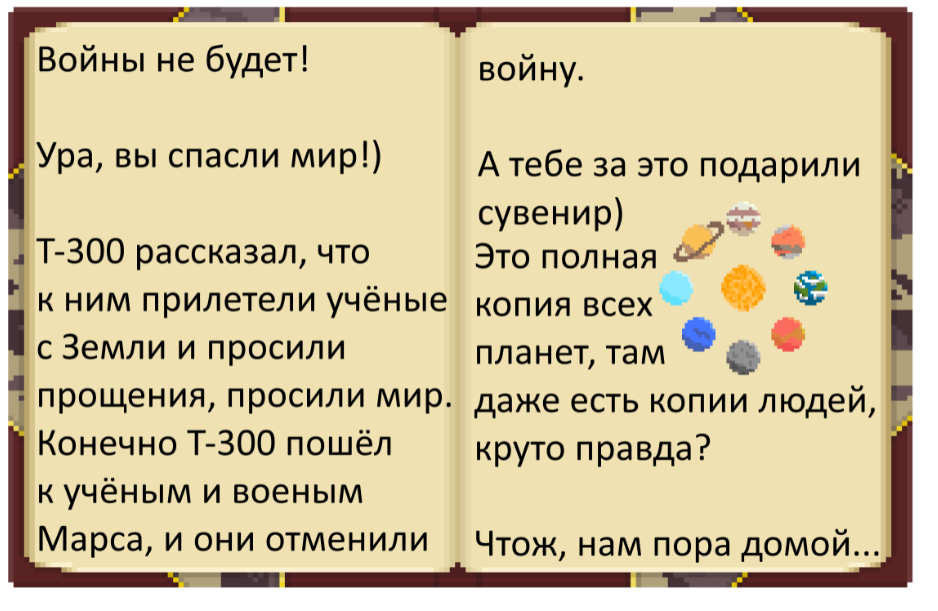 Войны не будет!
Ура, вы спасли мир!)
Т-300 рассказал, что
к ним прилетели учёные
с Земли и просили
прощения, просили мир.
Конечно Т-300 пошёл
к учёным и военым
Марса, и они отменили
войну.
А тебе за это подарили
сувенир)
Это полная
копия всех
планет, там
даже есть копии людей,
круто правда?
Чтож, нам пора домой...